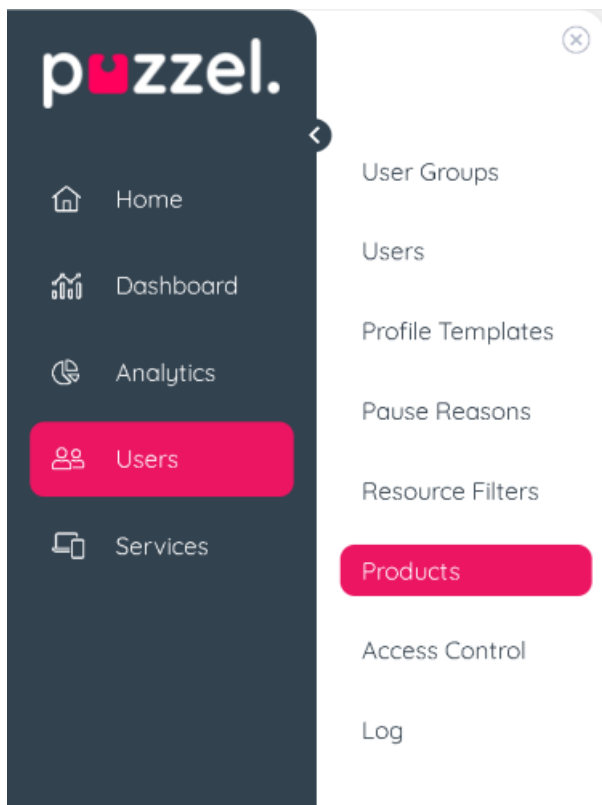 puzzel.
Home
Dashboard
Analytics
Users
Services
User Groups
Users
Profile Templates
Pause Reasons
Resource Filters
Products
Access Control
Log